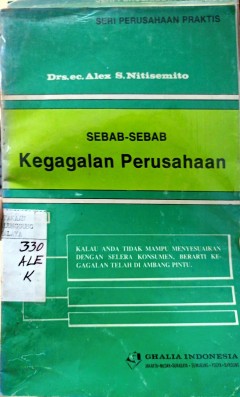 SERI PERUSAHAAN PRAKTIS
Drs.ec. Alex S. Nitisemito
SEBAB-SEBAB
Kegagalan Perusahaan
330
ALE
K
KALAU ANDA TIDAK MAMPU MENYESUAIKAN
DENGAN SELERA KONSUMEN, BERARTI KE-
GAGALAN TELAH DI AMBANG PINTU.
GHALIA INDONESIA